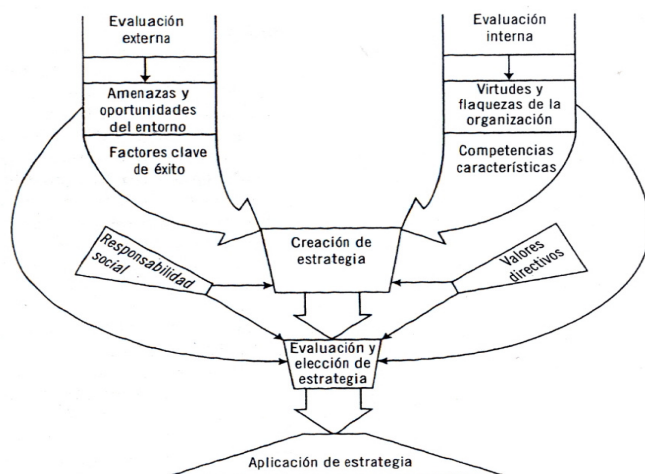 Evaluación
externa
Evaluación
interna
Amenazas y
oportunidades
del entorno
Virtudes y
flaquezas de la
organización
Factores clave
de éxito
Competencias
características
Creación de
estrategia
Responsabilidad
social
Valores
directivos
Evaluación y
elección de
estrategia
Aplicación de estrategia